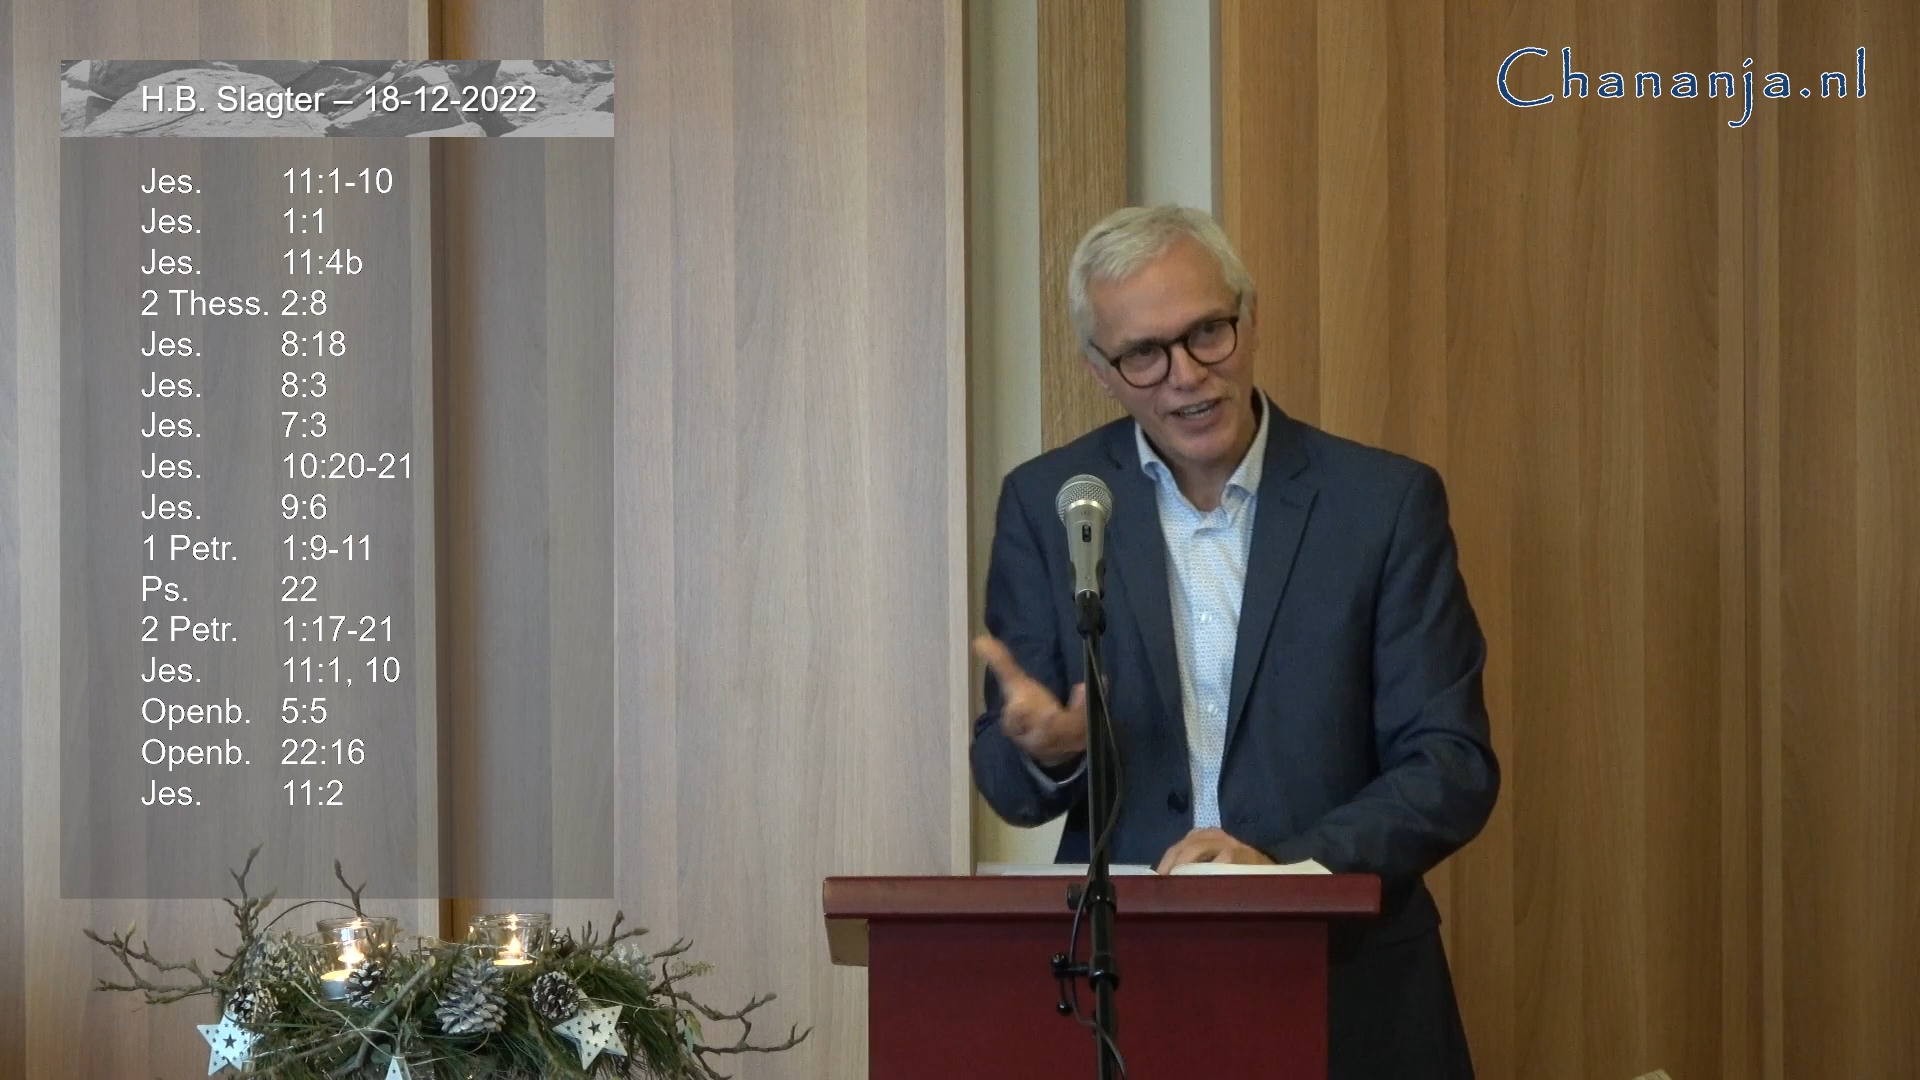 H.B. Slagter – 18-12-2022
Chananja.nl
Jes. 11:1-10
Jes. 1:1
Jes. 11:4b
2 Thess. 2:8
Jes. 8:18
Jes. 8:3
Jes. 7:3
Jes. 10:20-21
Jes. 9:6
1 Petr. 1:9-11
Ps. 22
2 Petr. 1:17-21
Jes. 11:1, 10
Openb. 5:5
Openb. 22:16
Jes. 11:2